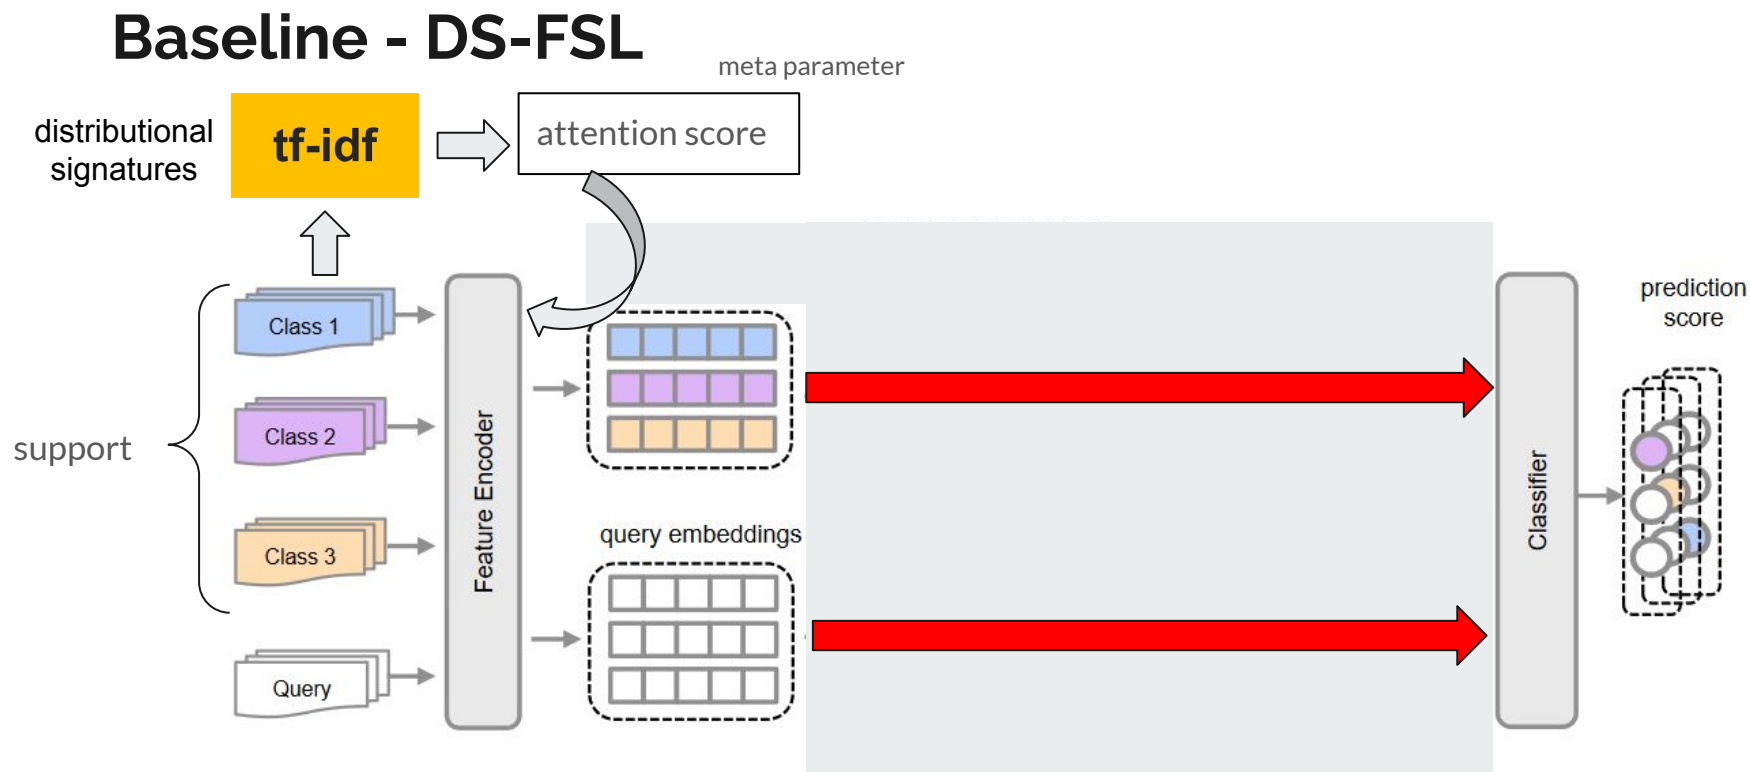 Baseline - DS-FSL
meta parameter
distributional
signatures
tf-idf
attention score
support
Class 1
Class 2
Class 3
Query
Feature Encoder
query embeddings
Classifier
prediction
score